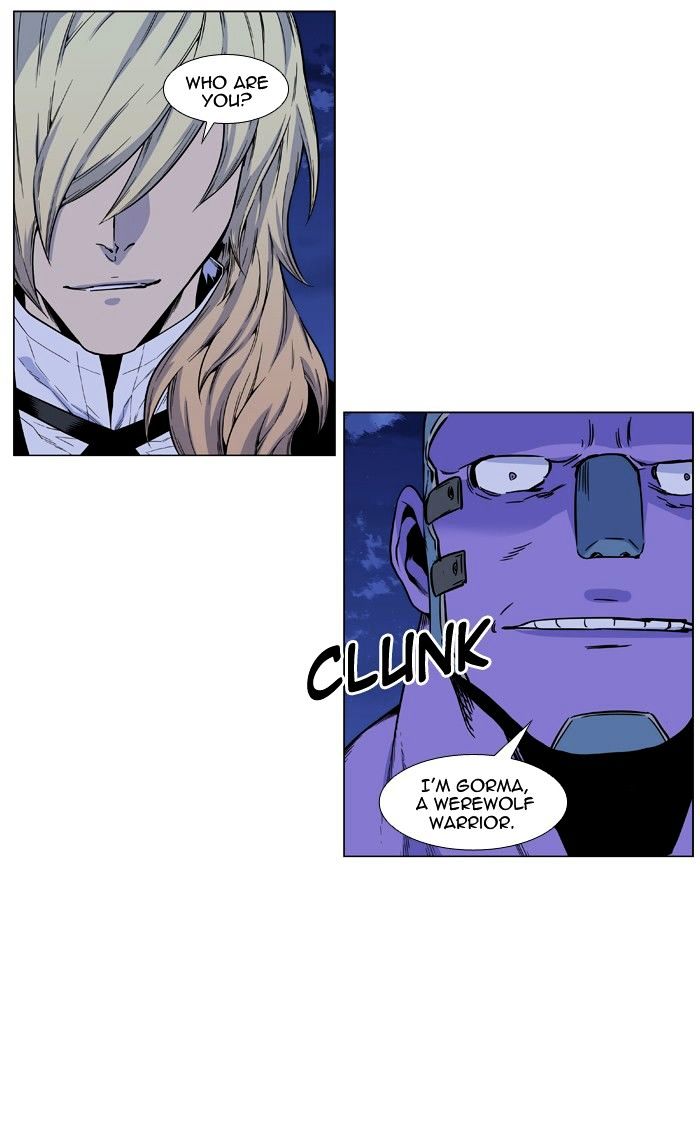 WHO ARE
YOU?
CLUNK
I'M GORMA,
A WEREWOLF
WARRIOR.